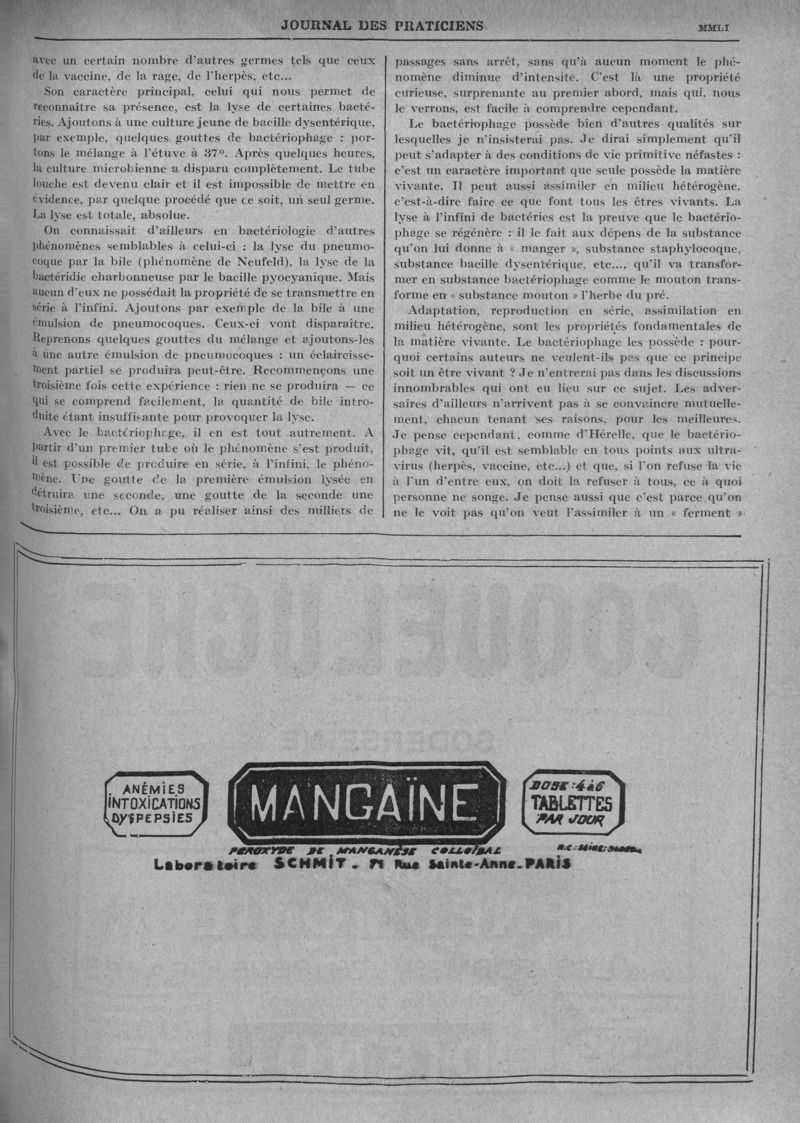 JOURNAL DES PRATICIENS
MMLI
avec un certain nombre d'autres germes tels que ceux
de la vaccine, de la rage, de l'herpès, etc...
Son caractère principal, celui qui nous permet de
reconnaître sa présence, est la lyse de certaines bacté-
ries. Ajoutons à une culture jeune de bacille dysentérique,
par exemple, quelques gouttes de bactériophage : por-
tons le mélange à l'étuve à 37°. Après quelques heures,
la culture microbienne a disparu complètement. Le tube
louche est devenu clair et il est impossible de mettre en
évidence, par quelque procédé que ce soit, un seul germe.
La lyse est totale, absolue.
On connaissait d'ailleurs en bactériologie d'autres
phénomènes semblables à celui-ci : la lyse du pneumo-
coque par la bile (phénomène de Neufeld), la lyse de la
bactéridie charbonneuse par le bacille pyocyanique. Mais
aucun d'eux ne possédait la propriété de se transmettre en
série à l'infini. Ajoutons par exemple de la bile à une
émulsion de pneumocoques. Ceux-ci vont disparaître.
Reprenons quelques gouttes du mélange et ajoutons-les
à une autre émulsion de pneumocoques : un éclaircisse-
ment partiel se produira peut-être. Recommençons une
troisième fois cette expérience : rien ne se produira — ce
qui se comprend facilement, la quantité de bile intro-
duite étant insuffisante pour provoquer la lyse.
Avec le bactériophage, il en est tout autrement. A
partir d'un premier tube où le phénomène s'est produit,
il est possible de produire en série, à l'infini, le phéno-
mène. Une goutte de la première émulsion lysée en
détruira une seconde, une goutte de la seconde une
troisième, etc... On a pu réaliser ainsi des milliers de
passages sans arrêt, sans qu'à aucun moment le phé-
nomène diminue d'intensité. C'est là une propriété
curieuse, surprenante au premier abord, mais qui, nous
le verrons, est facile à comprendre cependant.
Le bactériophage possède bien d'autres qualités sur
lesquelles je n'insisterai pas. Je dirai simplement qu'il
peut s'adapter à des conditions de vie primitive néfastes :
c'est un caractère important que seule possède la matière
vivante. Il peut aussi assimiler en milieu hétérogène,
c'est-à-dire faire ce que font tous les êtres vivants. La
lyse à l'infini de bactéries est la preuve que le bactério-
phage se régénère : il le fait aux dépens de la substance
qu'on lui donne à « manger », substance staphylocoque,
substance bacille dysentérique, etc..., qu'il va transfor-
mer en substance bactériophage comme le mouton trans-
forme en « substance mouton » l'herbe du pré.
Adaptation, reproduction en série, assimilation en
milieu hétérogène, sont les propriétés fondamentales de
la matière vivante. Le bactériophage les possède : pour-
quoi certains auteurs ne veulent-ils pas que ce principe
soit un être vivant ? Je n'entrerai pas dans les discussions
innombrables qui ont eu lieu sur ce sujet. Les adver-
saires d'ailleurs n'arrivent pas à se convaincre mutuelle-
ment, chacun tenant ses raisons, pour les meilleures.
Je pense cependant, comme d'Hérelle, que le bactério-
phage vit, qu'il est semblable en tous points aux ultra-
virus (herpès, vaccine, etc...) et que, si l'on refuse la vie
à l'un d'entre eux, on doit la refuser à tous, ce à quoi
personne ne songe. Je pense aussi que c'est parce qu'on
ne le voit pas qu'on veut l'assimiler à un « ferment »
ANÉMIES
INTOXICATIONS
DYSPEPSIES
MANGAÏNE
DOSE : 4 à 6
TABLETTES
PAR JOUR
PEROXYDE DE MANGANÈSE COLLOÏDAL
R.C. : SEINE :
Laboratoire SCHMIT. 71 Rue Sainte-Anne_PARIS